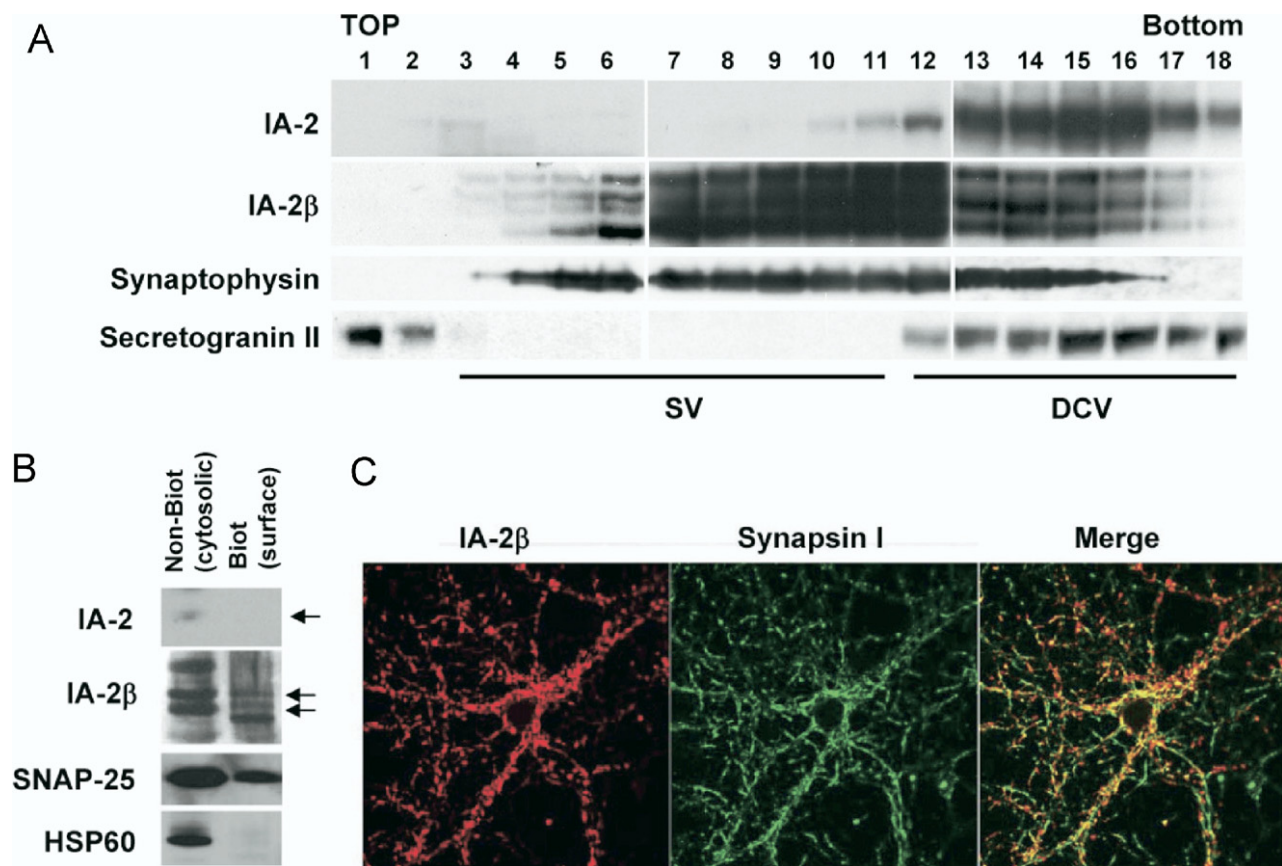 A
TOP Bottom
1 2 3 4 5 6 7 8 9 10 11 12 13 14 15 16 17 18
IA-2
IA-2β
Synaptophysin
Secretogranin II
SV DCV
B
Non-Biot
(cytosolic)
Biot
(surface)
IA-2
IA-2β
SNAP-25
HSP60
C
IA-2β Synapsin I Merge